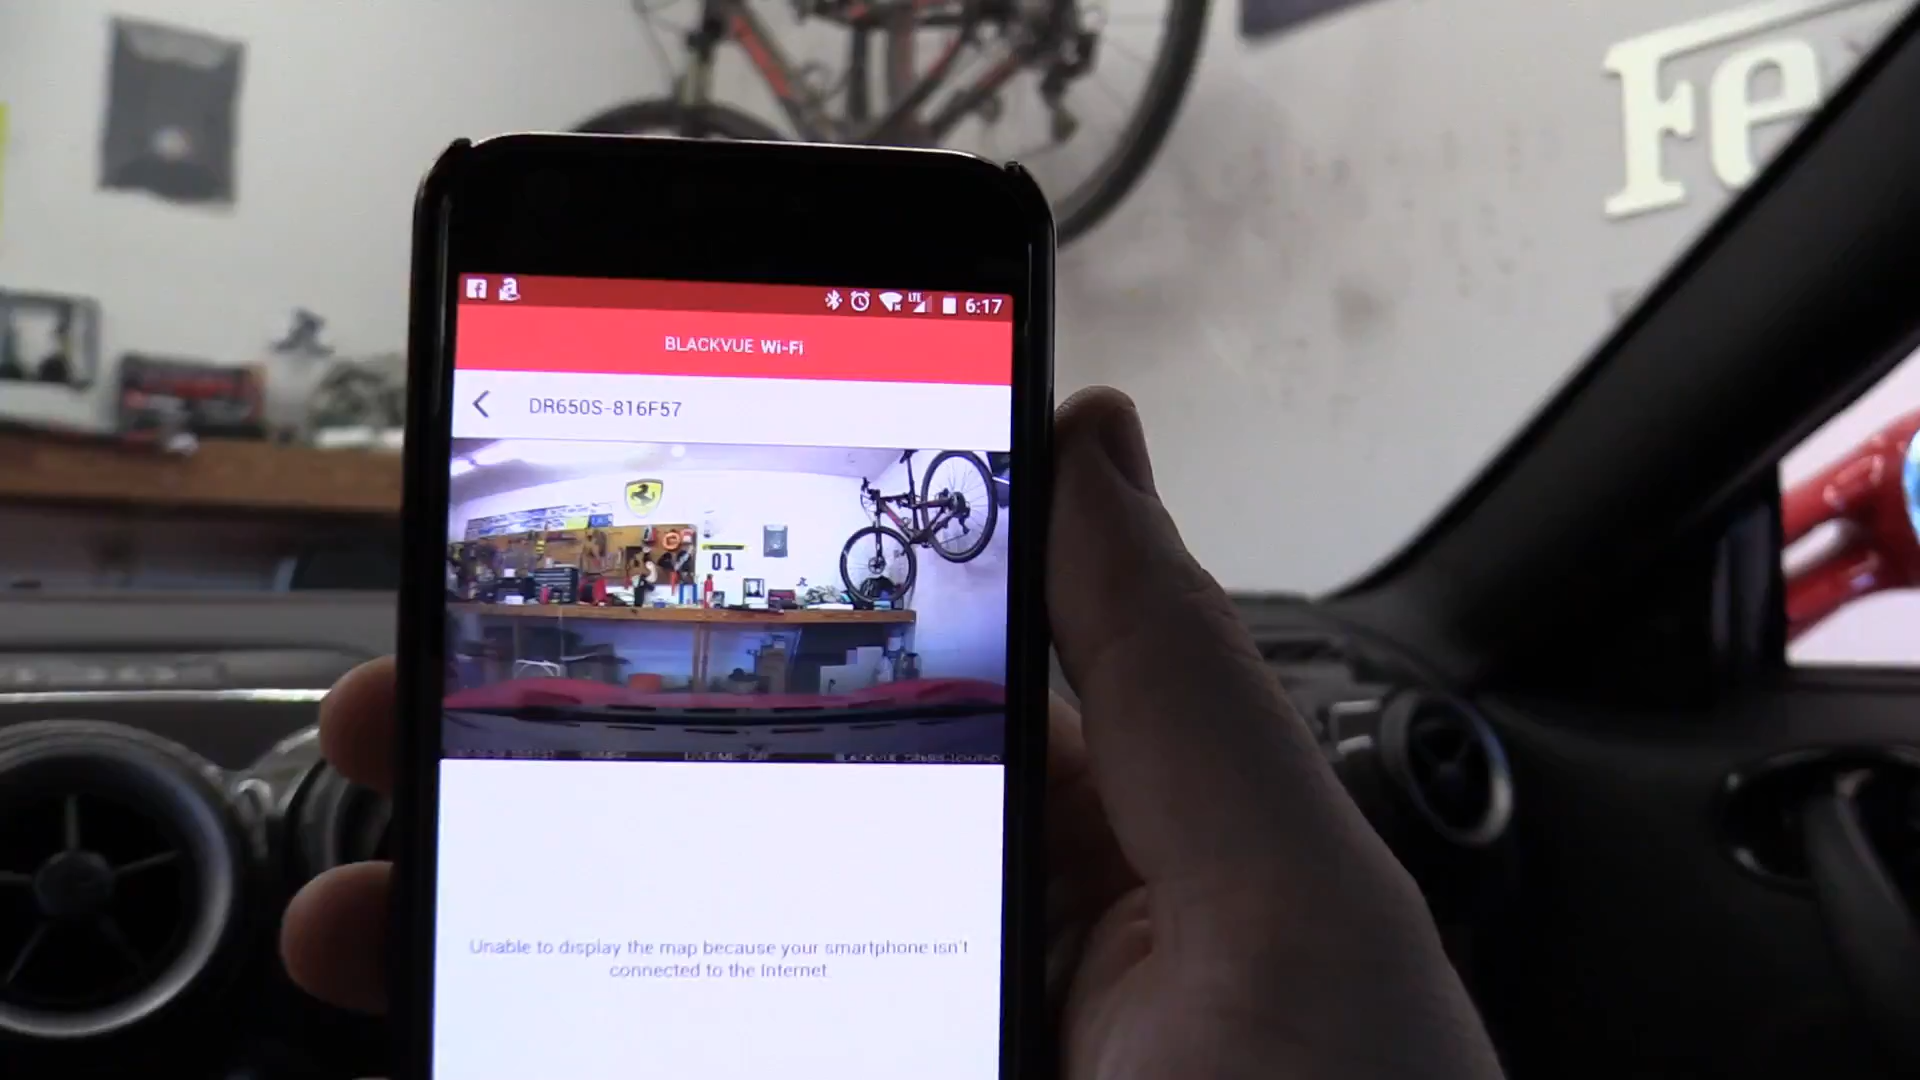 Fe
LTE
6:17
BLACKVUE Wi-Fi
DR650S-816F57
01
Unable to display the map because your smartphone isn't
connected to the Internet.